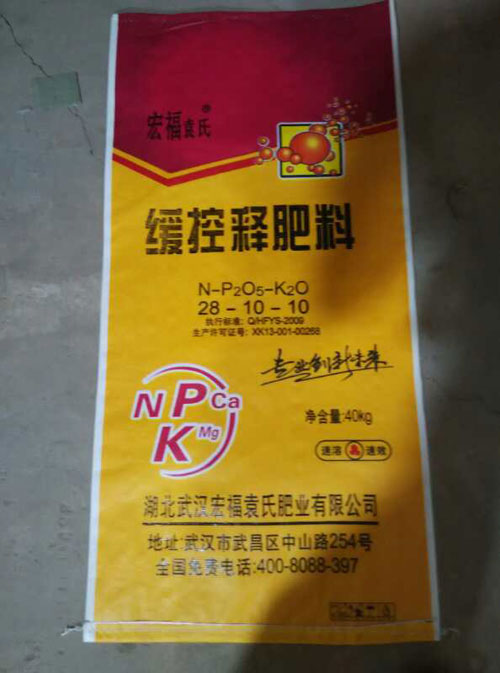 宏福袁氏®
缓控释肥料
N-P2O5-K2O
28-10-10
执行标准：Q/HFYS-2009
生产许可证号：XK13-001-00268
专业创新未来
N P Ca
K Mg
净含量:40kg
速溶 速效
湖北武汉宏福袁氏肥业有限公司
地址:武汉市武昌区中山路254号
全国免费电话:400-8088-397